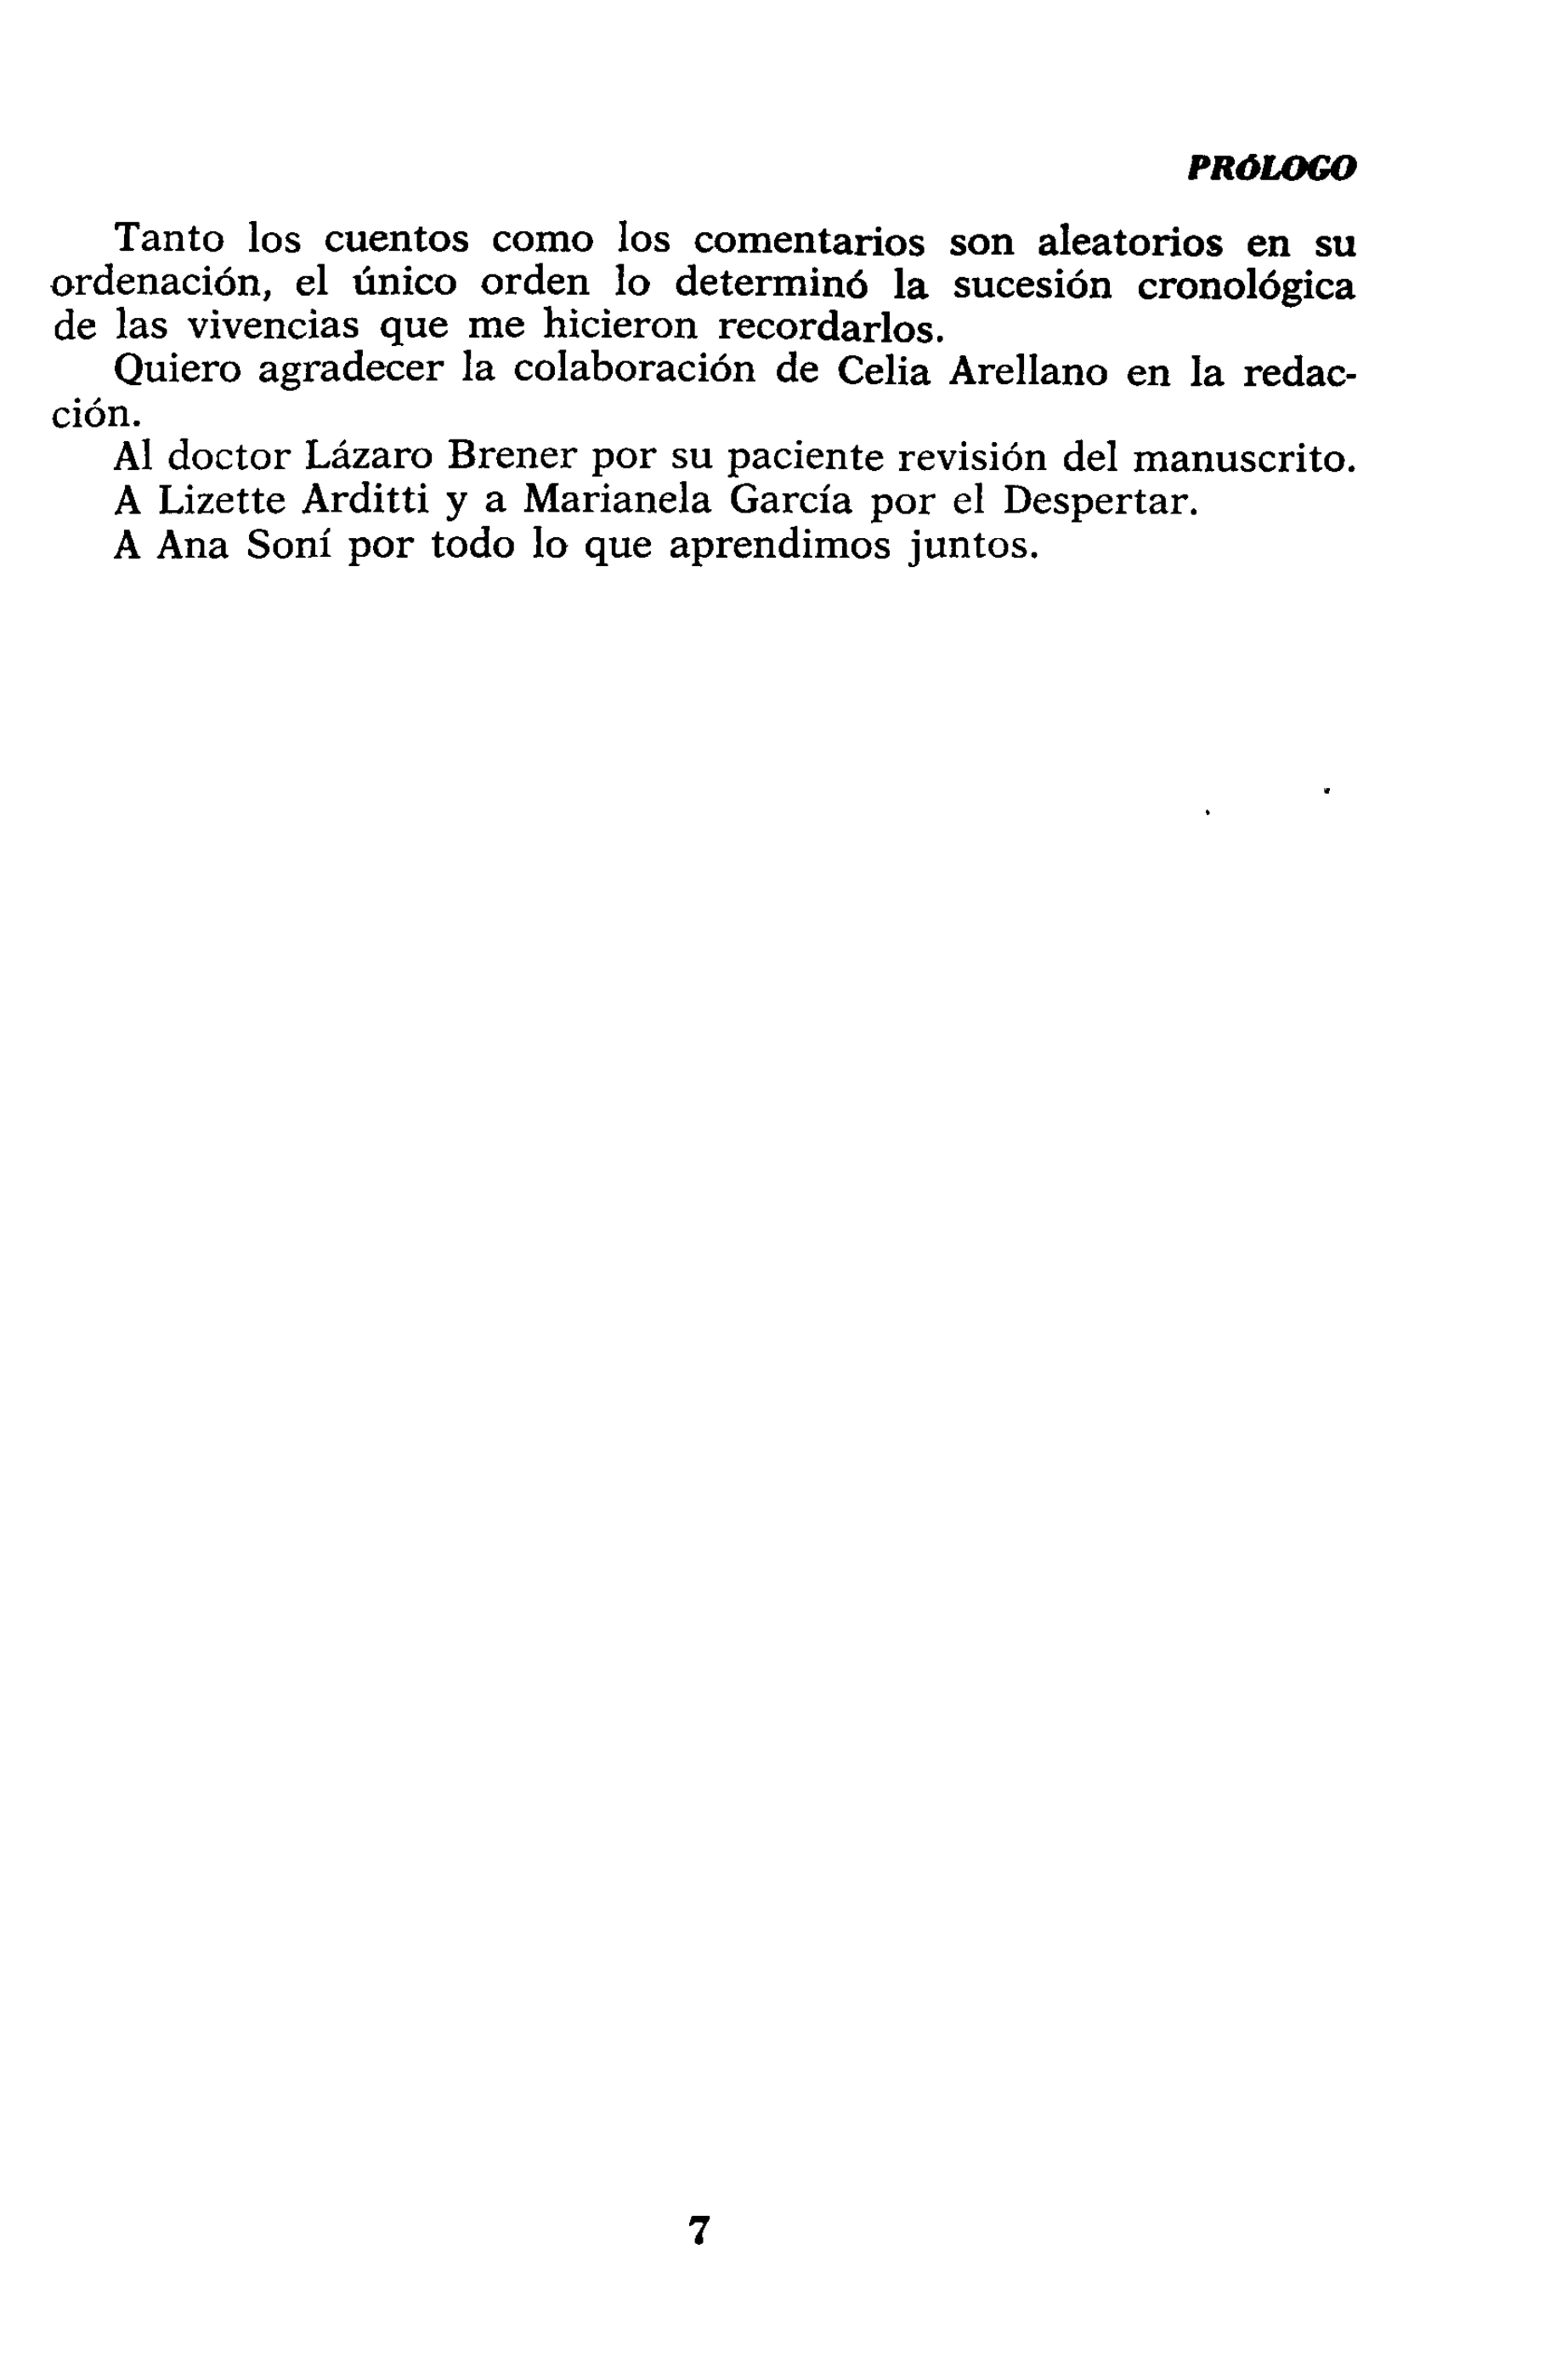 PRÓLOGO
Tanto los cuentos como los comentarios son aleatorios en su
ordenación, el único orden lo determinó la sucesión cronológica
de las vivencias que me hicieron recordarlos.
Quiero agradecer la colaboración de Celia Arellano en la redac-
ción.
Al doctor Lázaro Brener por su paciente revisión del manuscrito.
A Lizette Arditti y a Marianela García por el Despertar.
A Ana Soní por todo lo que aprendimos juntos.
7